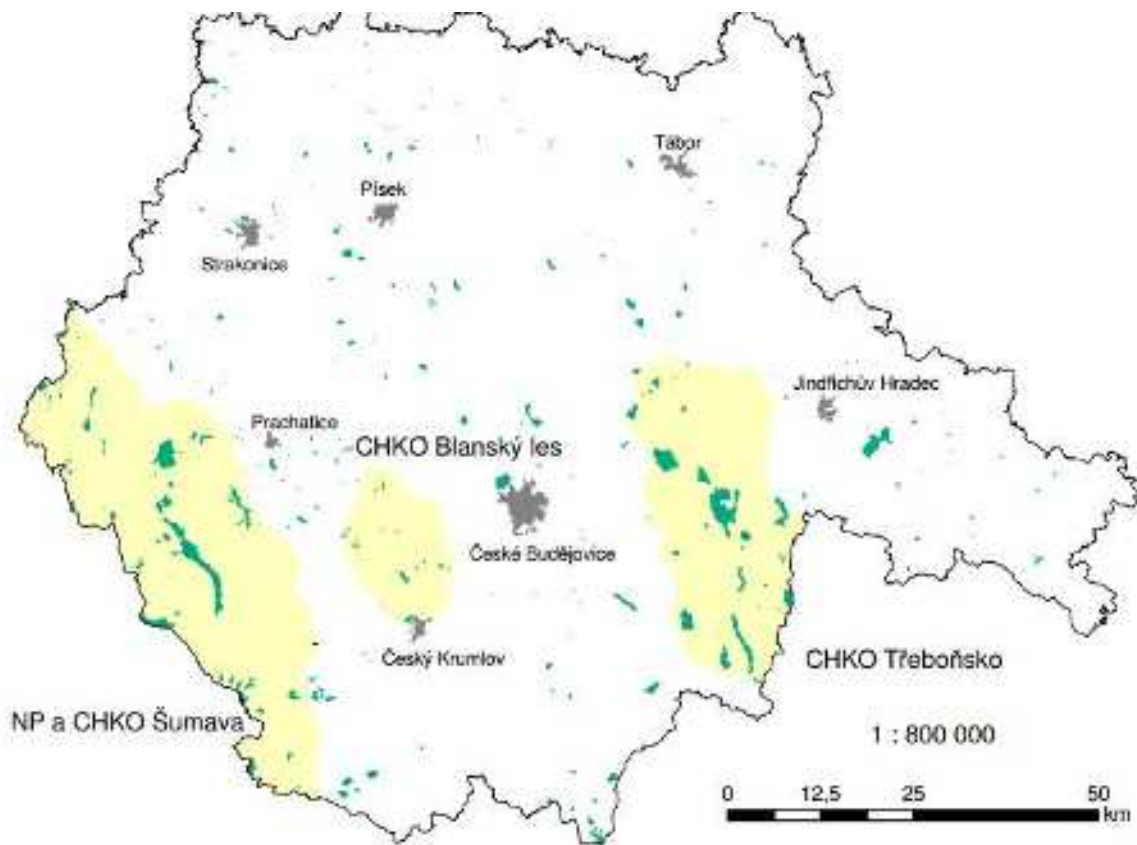 Tábor
Písek
Strakonice
Jindřichův Hradec
Prachatice
CHKO Blanský les
České Budějovice
Český Krumlov
CHKO Třeboňsko
NP a CHKO Šumava
1 : 800 000
0 12,5 25 50
km